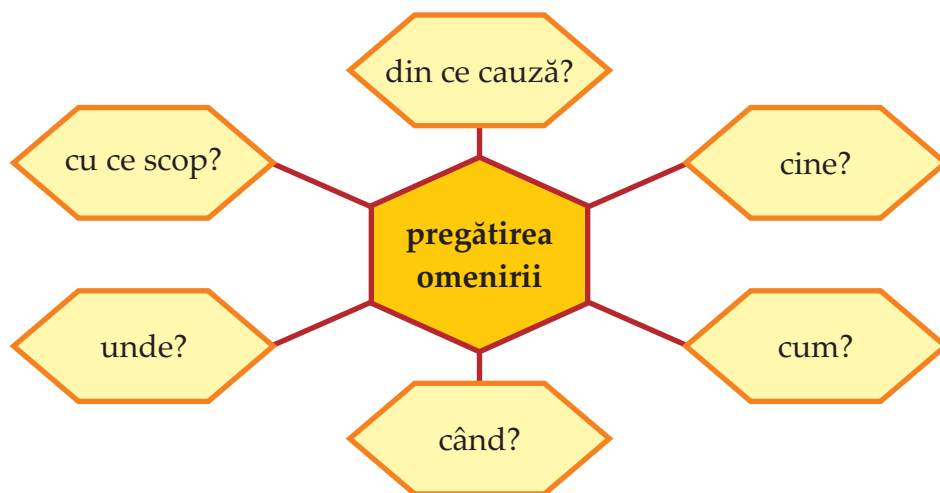 din ce cauză?
cu ce scop?
cine?
pregătirea
omenirii
unde?
cum?
când?